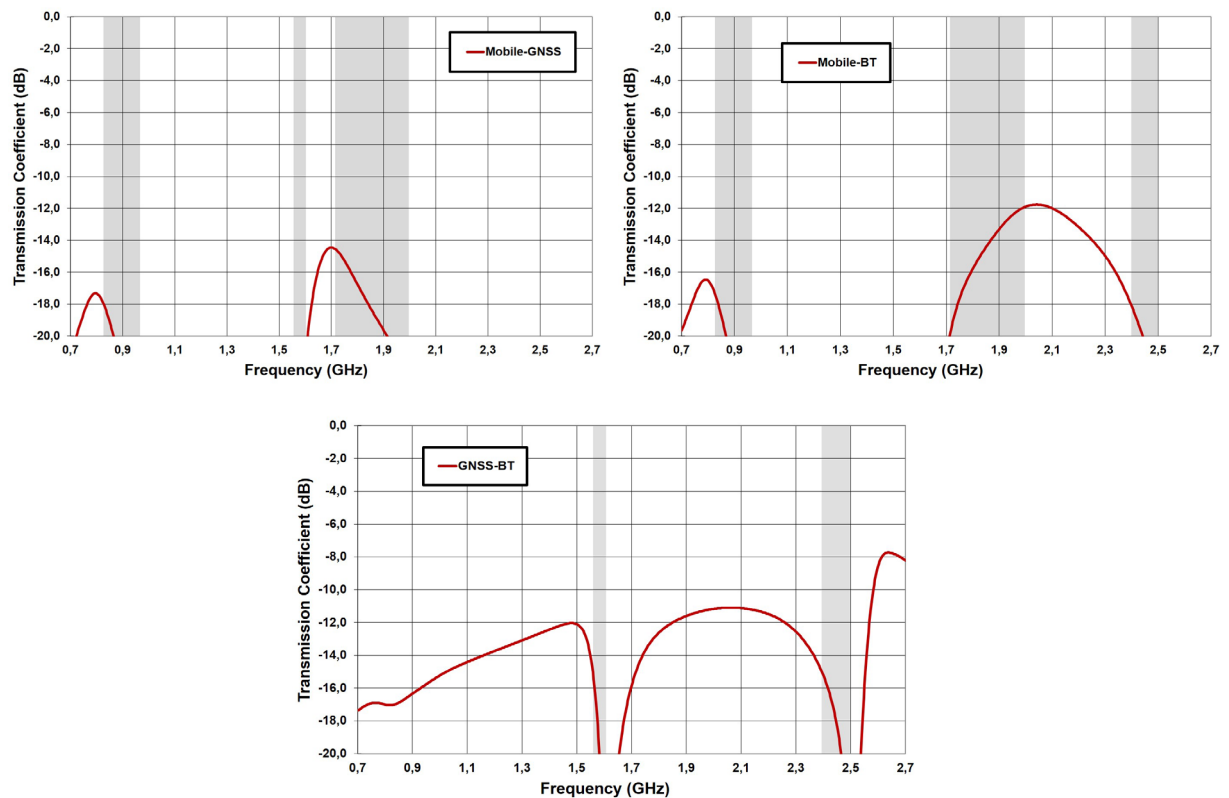 0,0
-2,0
-4,0
-6,0
-8,0
-10,0
-12,0
-14,0
-16,0
-18,0
-20,0
Transmission Coefficient (dB)
Mobile-GNSS
0,7 0,9 1,1 1,3 1,5 1,7 1,9 2,1 2,3 2,5 2,7
Frequency (GHz)
0,0
-2,0
-4,0
-6,0
-8,0
-10,0
-12,0
-14,0
-16,0
-18,0
-20,0
Transmission Coefficient (dB)
Mobile-BT
0,7 0,9 1,1 1,3 1,5 1,7 1,9 2,1 2,3 2,5 2,7
Frequency (GHz)
0,0
-2,0
-4,0
-6,0
-8,0
-10,0
-12,0
-14,0
-16,0
-18,0
-20,0
Transmission Coefficient (dB)
GNSS-BT
0,7 0,9 1,1 1,3 1,5 1,7 1,9 2,1 2,3 2,5 2,7
Frequency (GHz)